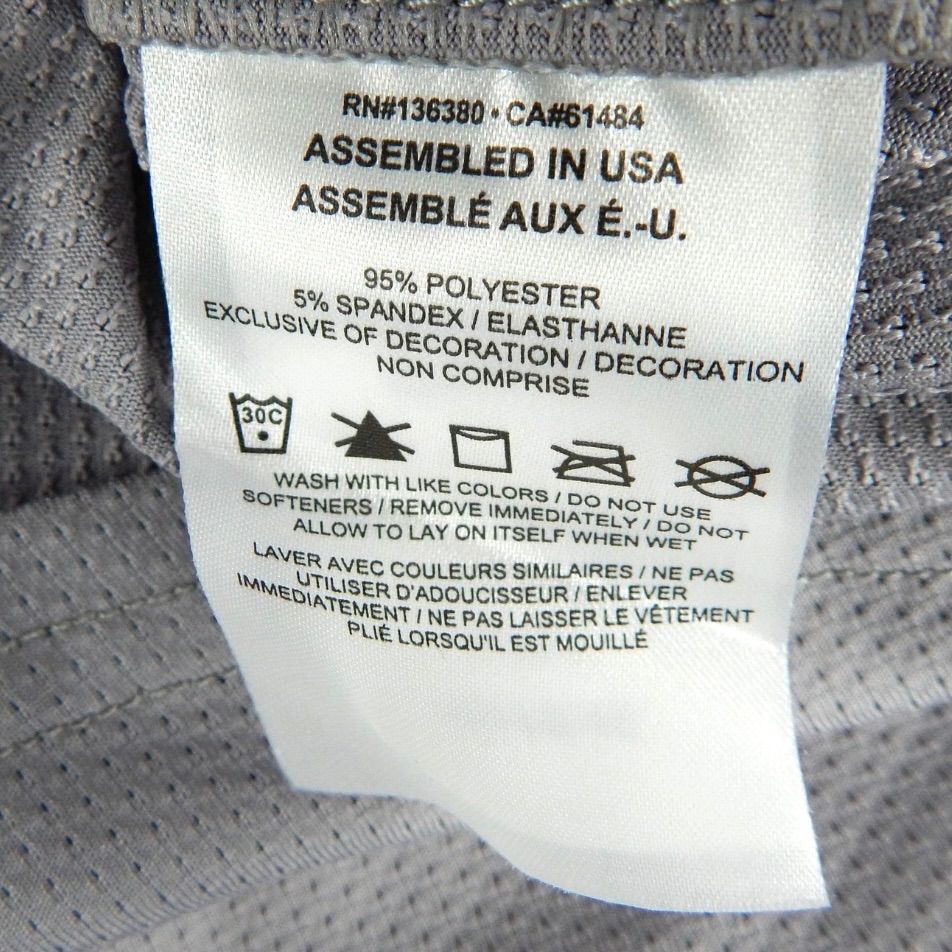 RN#136380 • CA#61484
ASSEMBLED IN USA
ASSEMBLÉ AUX É.-U.
95% POLYESTER
5% SPANDEX / ELASTHANNE
EXCLUSIVE OF DECORATION / DECORATION
NON COMPRISE
30C
WASH WITH LIKE COLORS / DO NOT USE
SOFTENERS / REMOVE IMMEDIATELY / DO NOT
ALLOW TO LAY ON ITSELF WHEN WET
LAVER AVEC COULEURS SIMILAIRES / NE PAS
UTILISER D'ADOUCISSEUR / ENLEVER
IMMEDIATEMENT / NE PAS LAISSER LE VÊTEMENT
PLIÉ LORSQU'IL EST MOUILLÉ